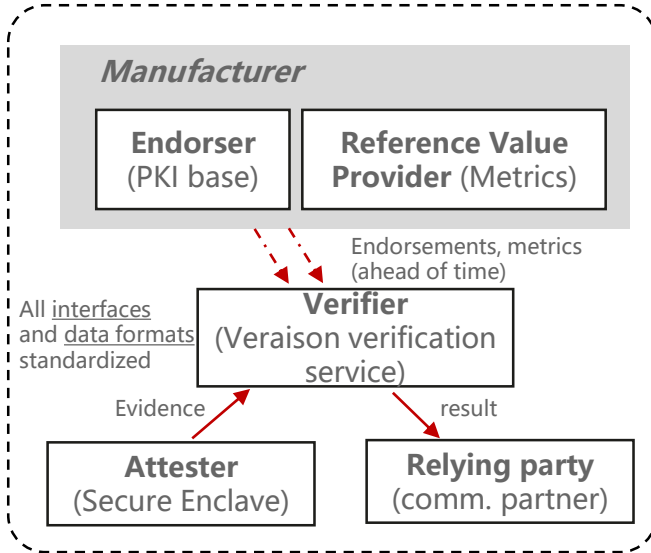 Manufacturer
Endorser
(PKI base)
Reference Value
Provider (Metrics)
Endorsements, metrics
(ahead of time)
All interfaces
and data formats
standardized
Verifier
(Veraison verification
service)
Evidence
result
Attester
(Secure Enclave)
Relying party
(comm. partner)